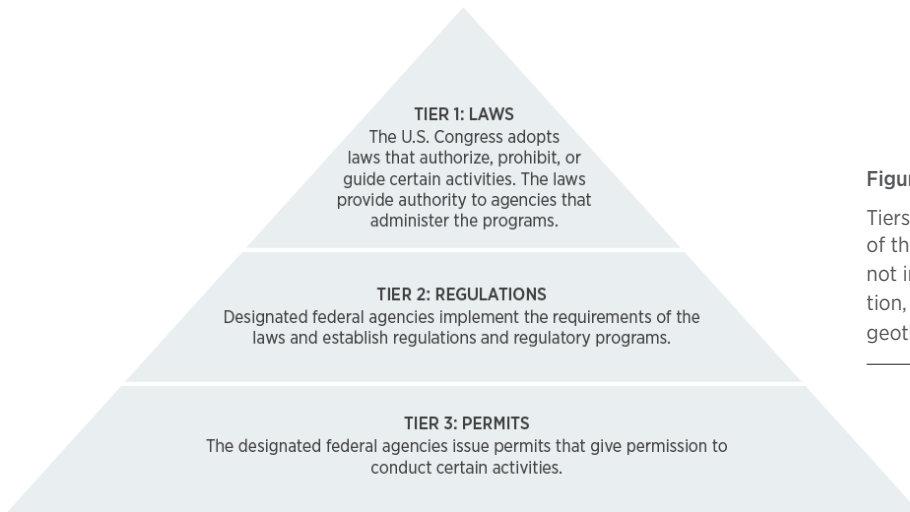 TIER 1: LAWS
The U.S. Congress adopts
laws that authorize, prohibit, or
guide certain activities. The laws
provide authority to agencies that
administer the programs.
TIER 2: REGULATIONS
Designated federal agencies implement the requirements of the
laws and establish regulations and regulatory programs.
TIER 3: PERMITS
The designated federal agencies issue permits that give permission to
conduct certain activities.
Tiers
of th
not i
tion,
geot